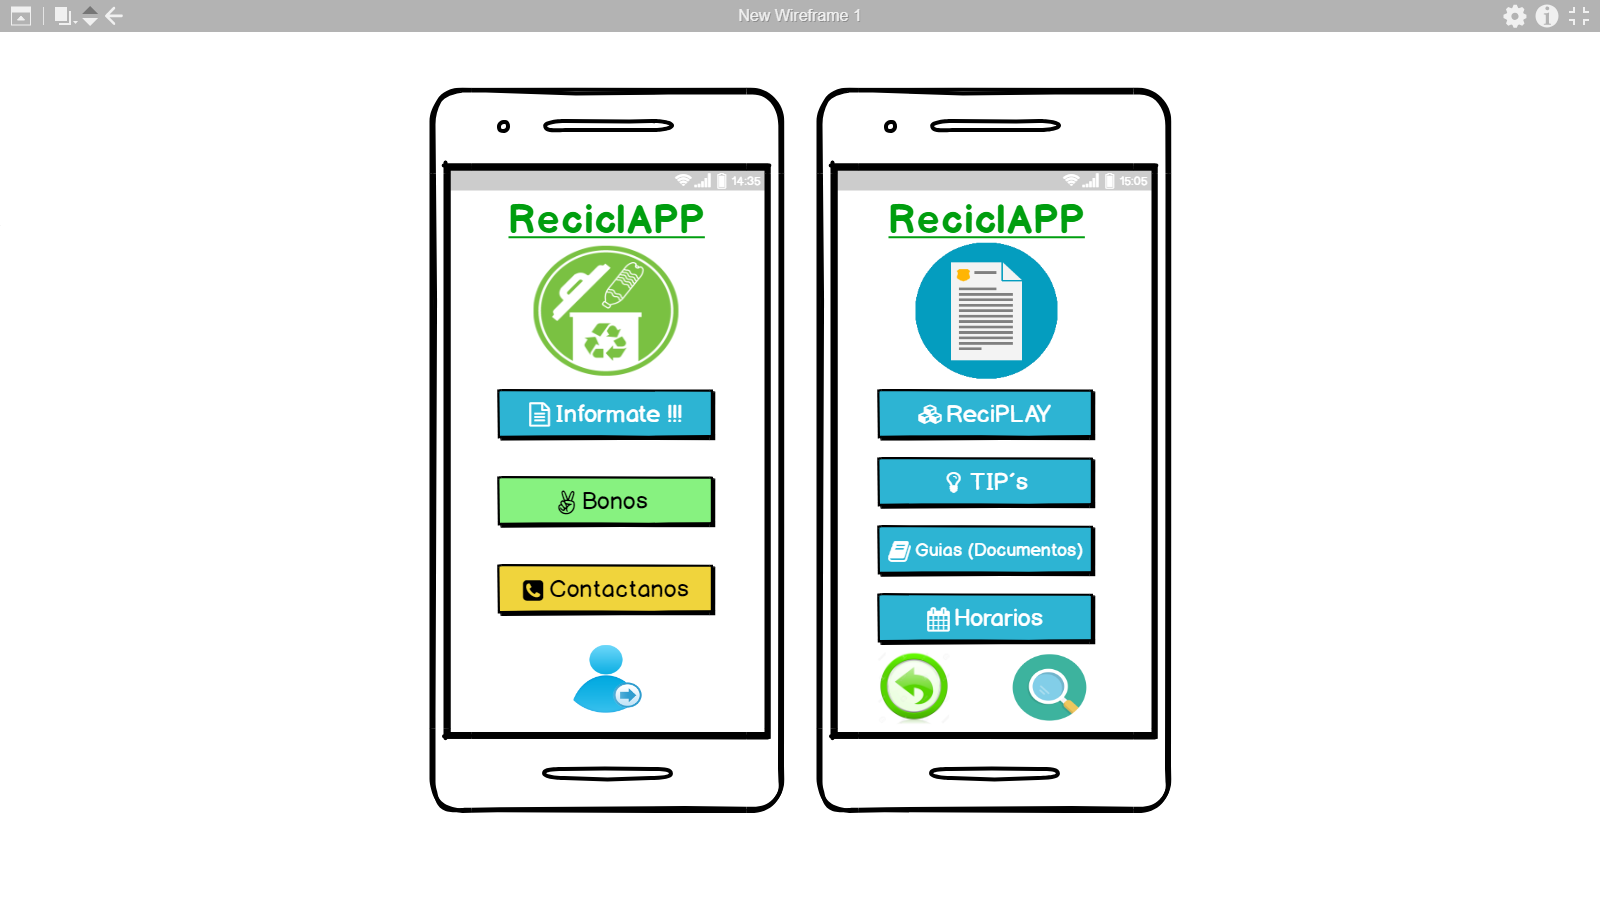 New Wireframe 1
14:35
ReciclAPP
Informate !!!
Bonos
Contactanos
15:05
ReciclAPP
ReciPLAY
TIP´s
Guias (Documentos)
Horarios